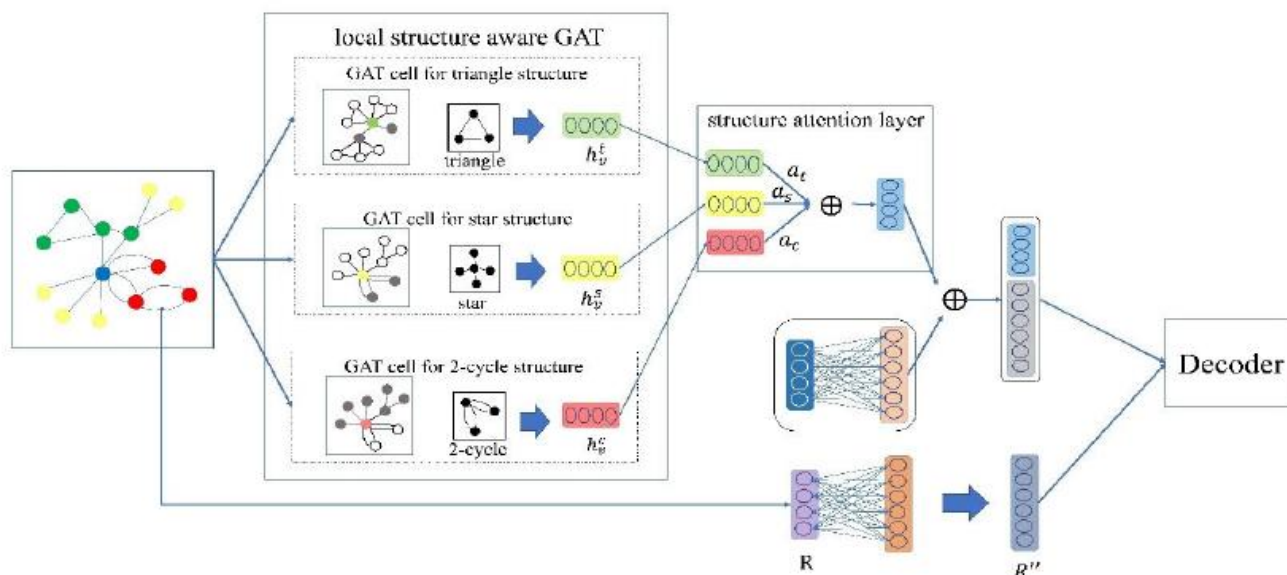 local structure aware GAT
GAT cell for triangle structure
triangle
h_v^t
GAT cell for star structure
star
h_v^s
GAT cell for 2-cycle structure
2-cycle
h_v^c
structure attention layer
a_t
a_s
a_c
Decoder
R
R''